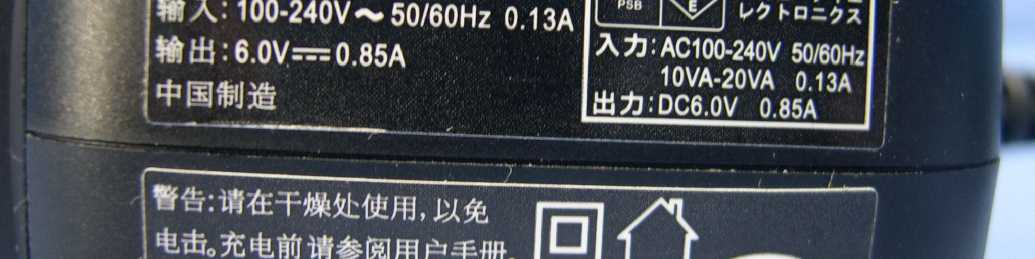 输入: 100-240V～ 50/60Hz 0.13A
输出: 6.0V⎓0.85A
中国制造
PSB
E
レクトロニクス
入力: AC100-240V 50/60Hz
10VA-20VA 0.13A
出力: DC6.0V 0.85A
警告: 请在干燥处使用, 以免
电击。充电前请参阅用户手册。